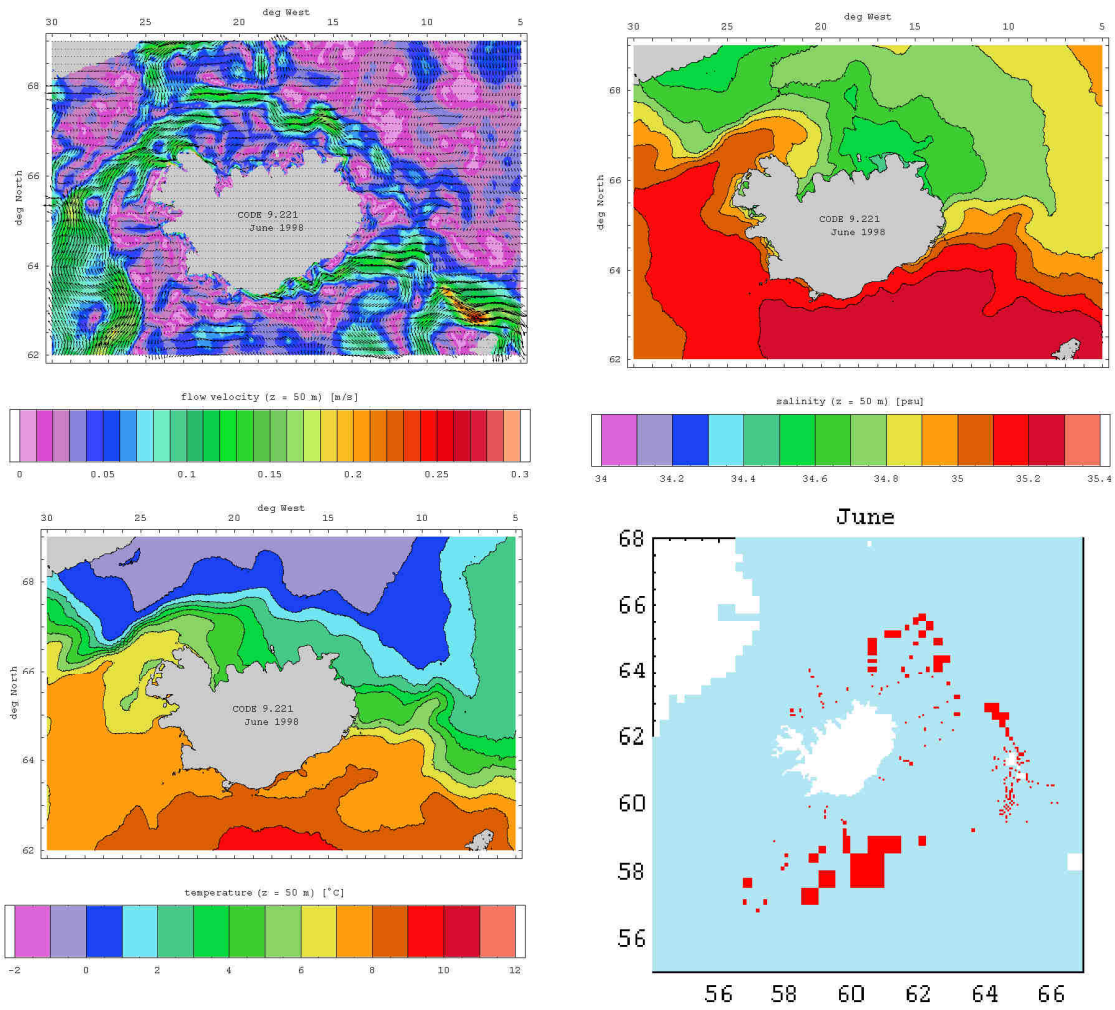 deg West
30 25 20 15 10 5
68
66
64
62
deg North
CODE 9.221
June 1998
flow velocity (z = 50 m) [m/s]
0 0.05 0.1 0.15 0.2 0.25 0.3
deg West
30 25 20 15 10 5
68
66
64
62
deg North
CODE 9.221
June 1998
salinity (z = 50 m) [psu]
34 34.2 34.4 34.6 34.8 35 35.2 35.4
deg West
30 25 20 15 10 5
68
66
64
62
deg North
CODE 9.221
June 1998
temperature (z = 50 m) [°C]
-2 0 2 4 6 8 10 12
June
68
66
64
62
60
58
56
56 58 60 62 64 66